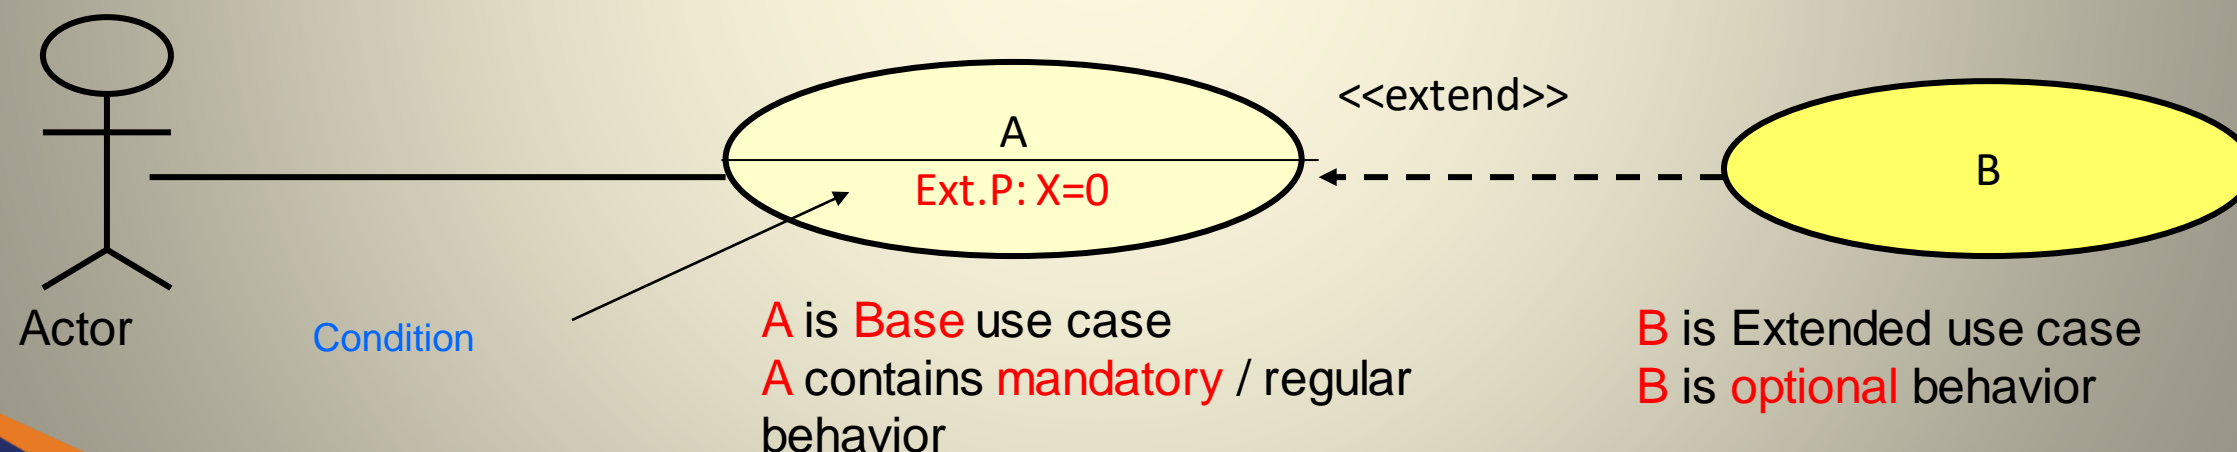 A
<<extend>>
Ext.P: X=0
B
Actor
Condition
A is Base use case
A contains mandatory / regular
behavior
B is Extended use case
B is optional behavior